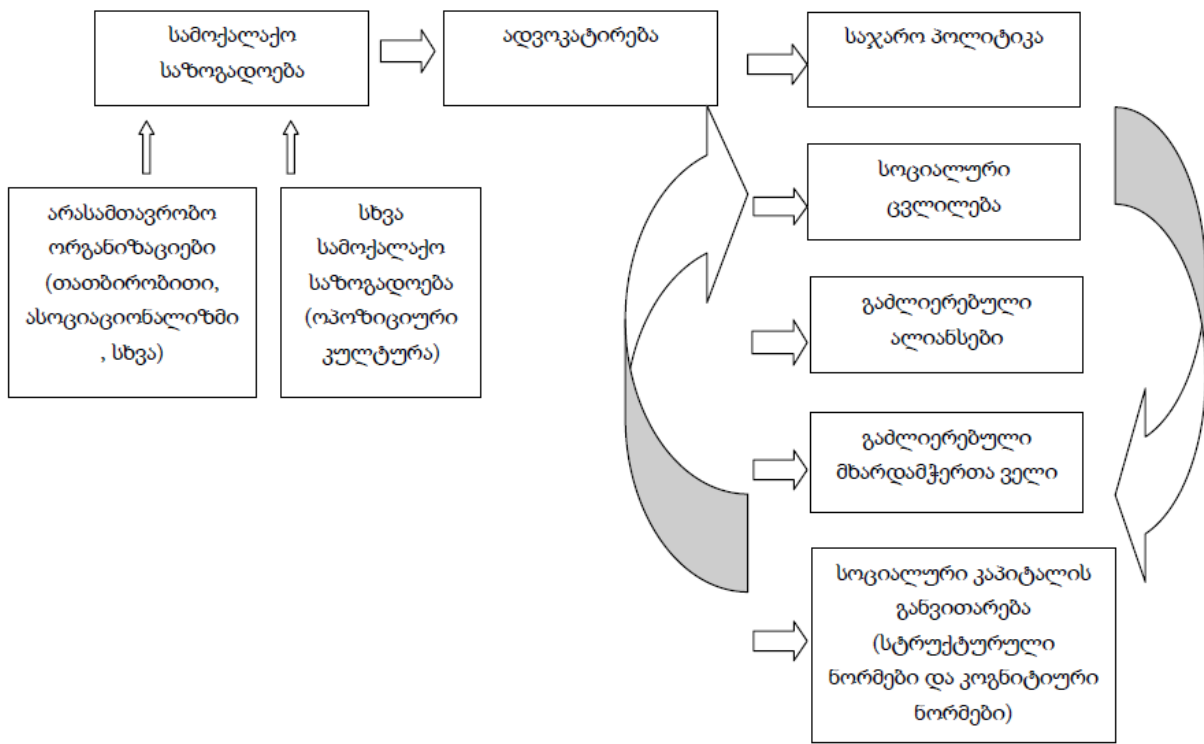 სამოქალაქო
საზოგადოება
ადვოკატირება
საჯარო პოლიტიკა
არასამთავრობო
ორგანიზაციები
(თათბირობითი,
ასოციაციონალიზმი
, სხვა)
სხვა
სამოქალაქო
საზოგადოება
(ოპოზიციური
კულტურა)
სოციალური
ცვლილება
გაძლიერებული
ალიანსები
გაძლიერებული
მხარდამჭერთა ველი
სოციალური კაპიტალის
განვითარება
(სტრუქტურული
ნორმები და კოგნიტიური
ნორმები)